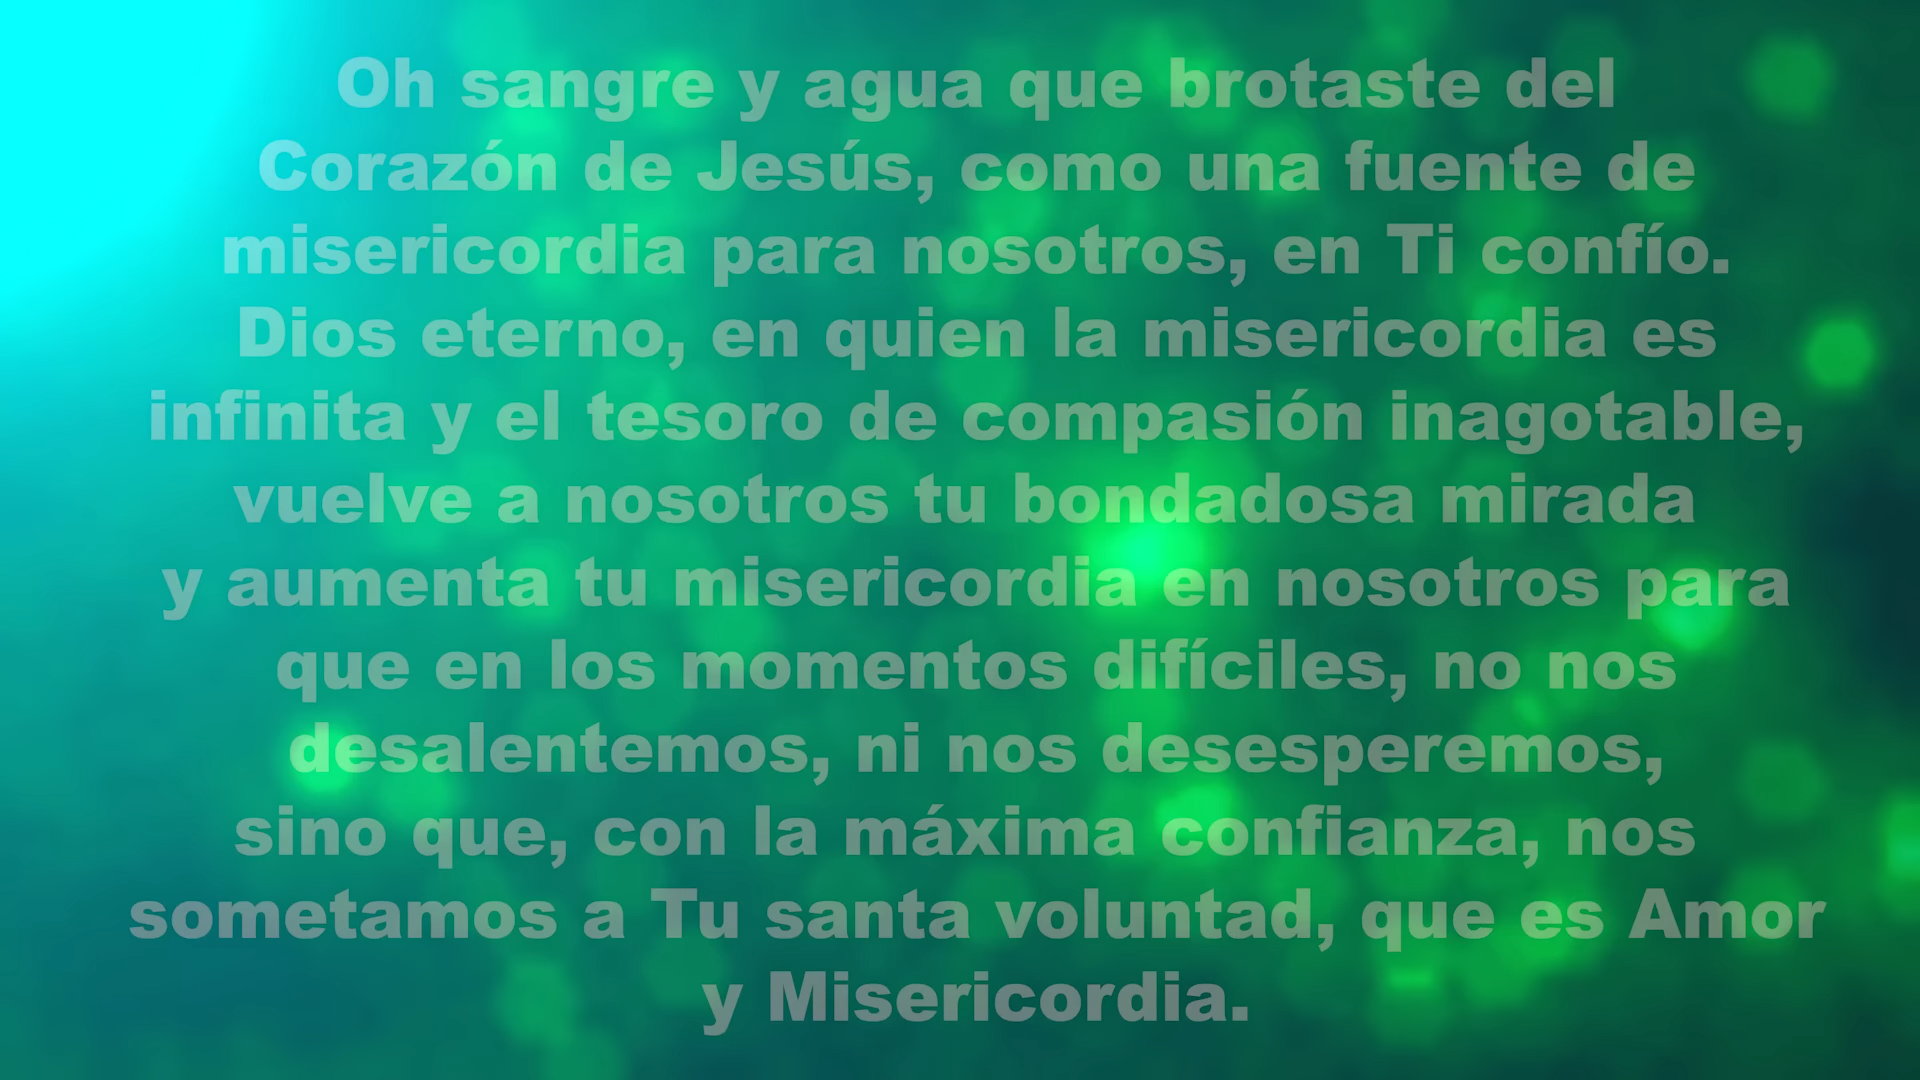 Oh sangre y agua que brotaste del
Corazón de Jesús, como una fuente de
misericordia para nosotros, en Ti confío.
Dios eterno, en quien la misericordia es
infinita y el tesoro de compasión inagotable,
vuelve a nosotros tu bondadosa mirada
y aumenta tu misericordia en nosotros para
que en los momentos difíciles, no nos
desalentemos, ni nos desesperemos,
sino que, con la máxima confianza, nos
sometamos a Tu santa voluntad, que es Amor
y Misericordia.